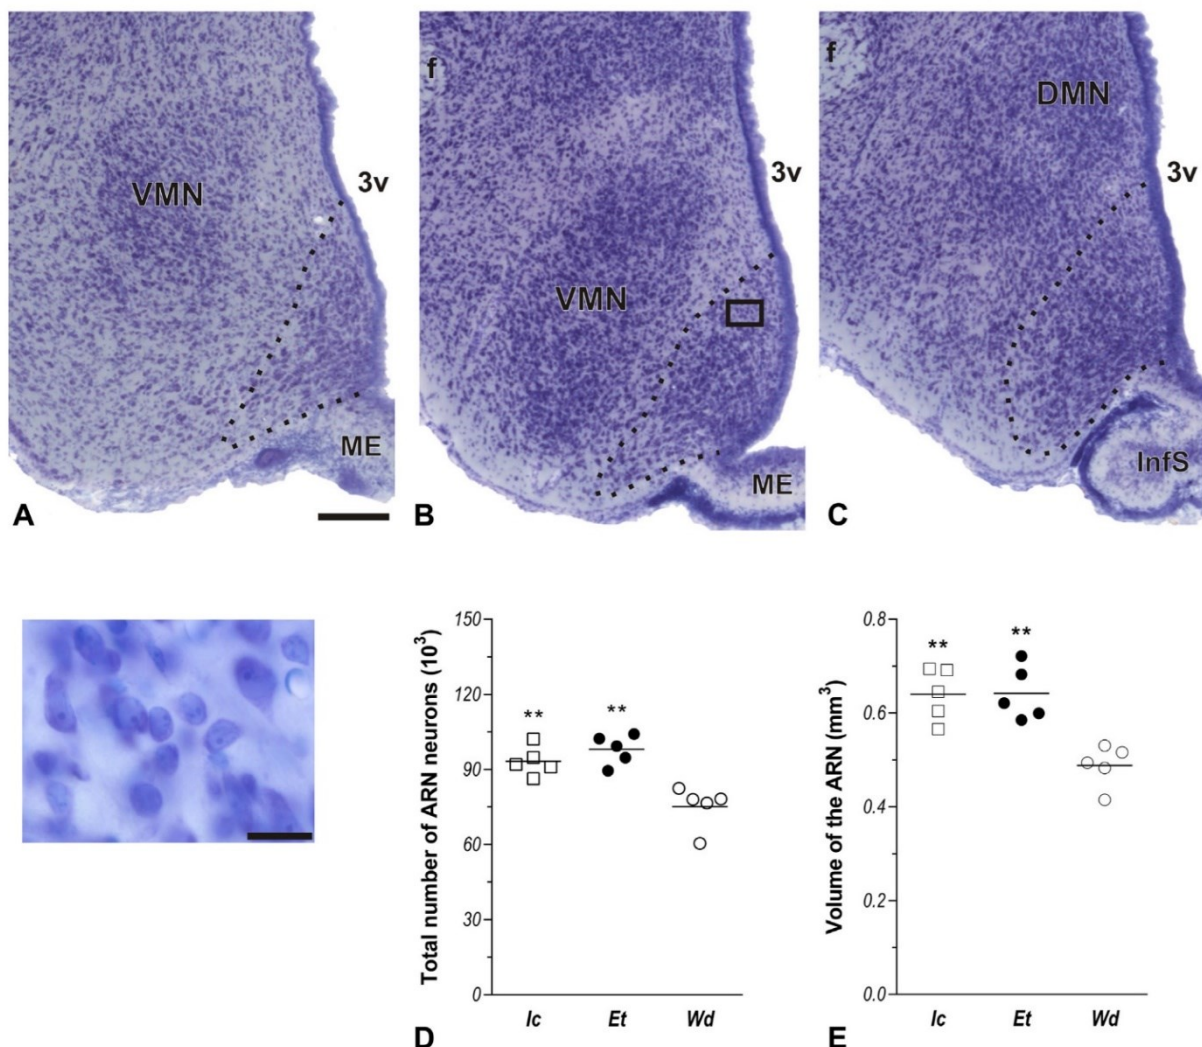 f
VMN
3v
A
ME
f
VMN
3v
B
ME
f
DMN
3v
C
InfS
Total number of ARN neurons (10³)
150
120
90
60
30
0
**
**
Ic
Et
Wd
D
Volume of the ARN (mm³)
0.8
0.6
0.4
0.2
0.0
**
**
Ic
Et
Wd
E